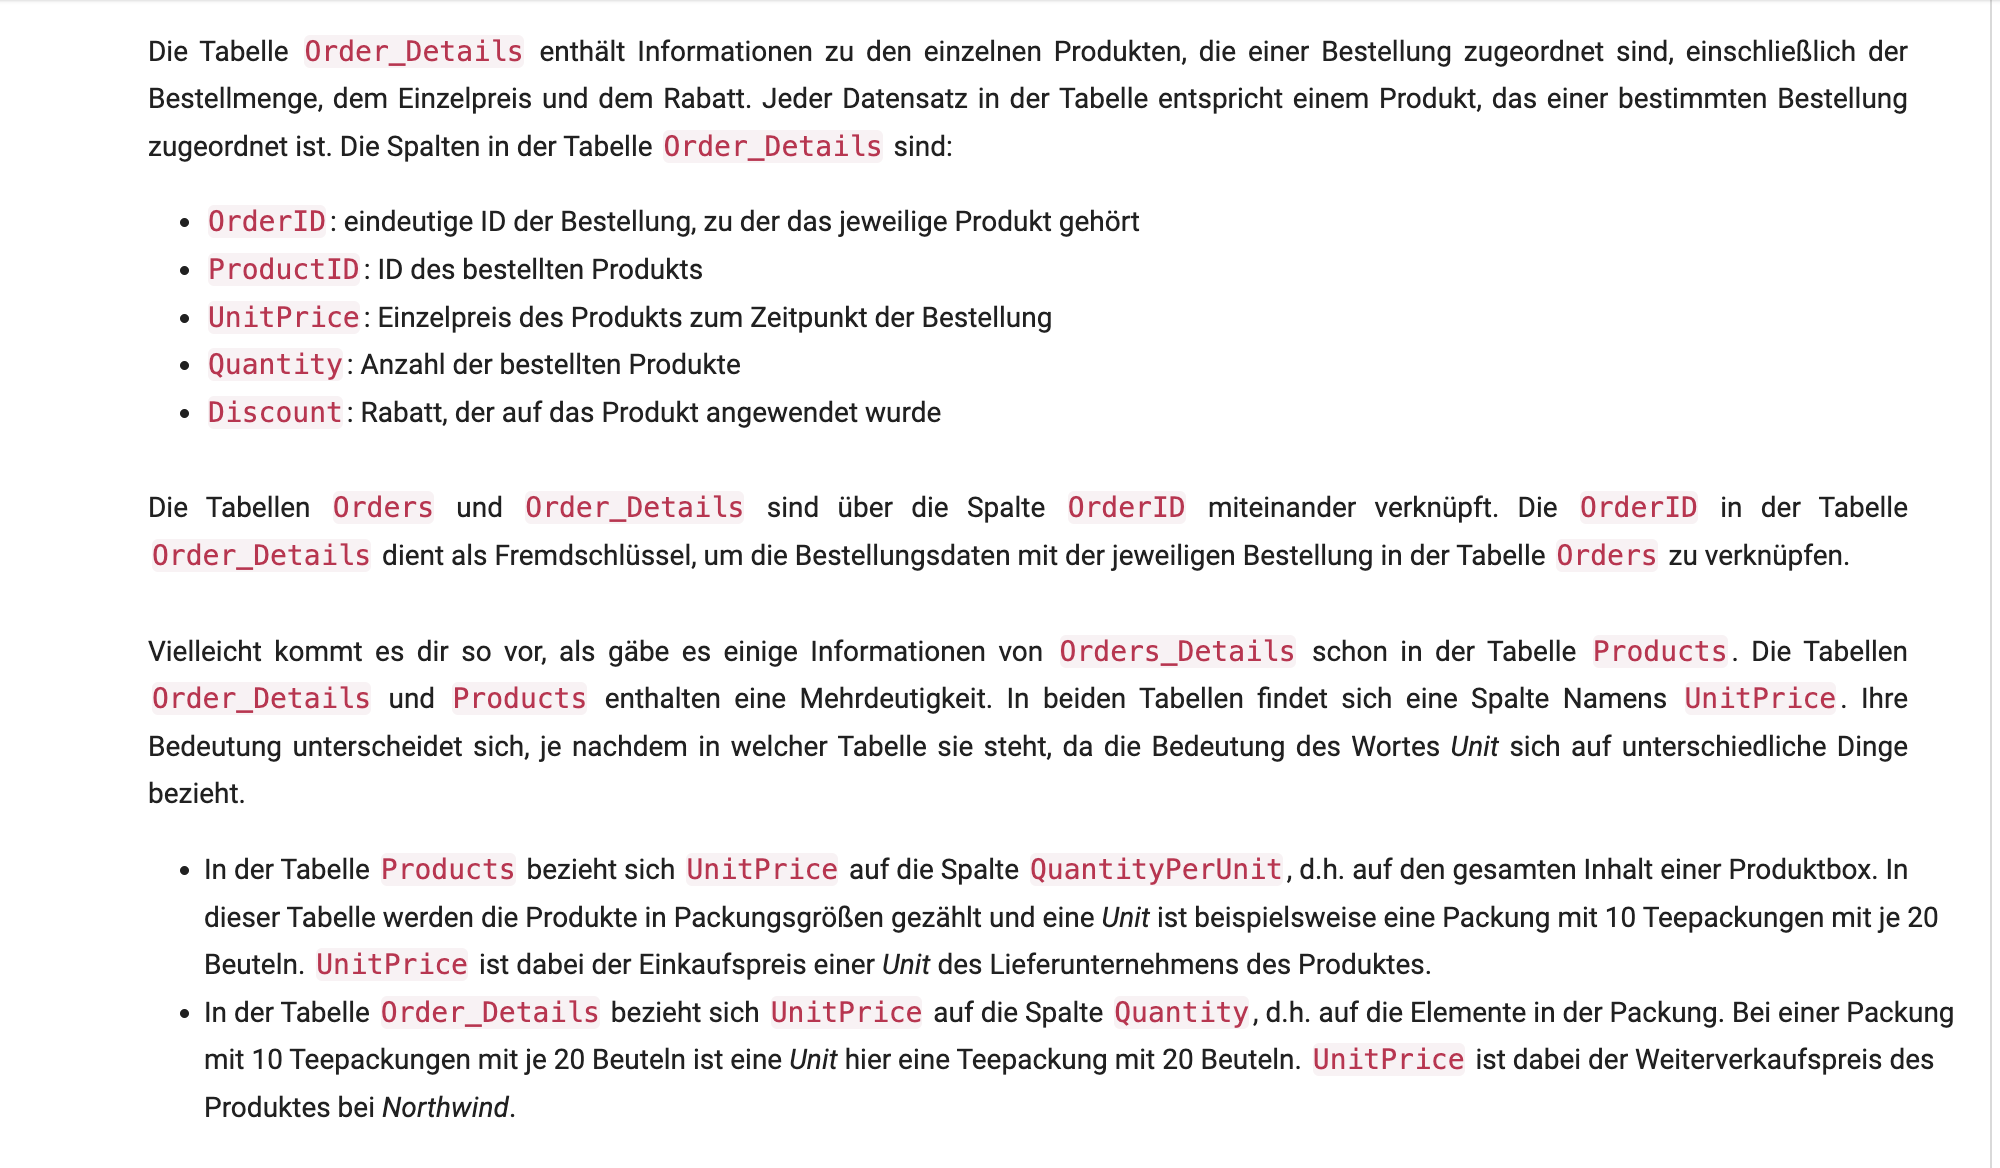 Die Tabelle Order_Details enthält Informationen zu den einzelnen Produkten, die einer Bestellung zugeordnet sind, einschließlich der
Bestellmenge, dem Einzelpreis und dem Rabatt. Jeder Datensatz in der Tabelle entspricht einem Produkt, das einer bestimmten Bestellung
zugeordnet ist. Die Spalten in der Tabelle Order_Details sind:
• OrderID: eindeutige ID der Bestellung, zu der das jeweilige Produkt gehört
• ProductID: ID des bestellten Produkts
• UnitPrice: Einzelpreis des Produkts zum Zeitpunkt der Bestellung
• Quantity: Anzahl der bestellten Produkte
• Discount: Rabatt, der auf das Produkt angewendet wurde
Die Tabellen Orders und Order_Details sind über die Spalte OrderID miteinander verknüpft. Die OrderID in der Tabelle
Order_Details dient als Fremdschlüssel, um die Bestellungsdaten mit der jeweiligen Bestellung in der Tabelle Orders zu verknüpfen.
Vielleicht kommt es dir so vor, als gäbe es einige Informationen von Orders_Details schon in der Tabelle Products. Die Tabellen
Order_Details und Products enthalten eine Mehrdeutigkeit. In beiden Tabellen findet sich eine Spalte Namens UnitPrice. Ihre
Bedeutung unterscheidet sich, je nachdem in welcher Tabelle sie steht, da die Bedeutung des Wortes Unit sich auf unterschiedliche Dinge
bezieht.
• In der Tabelle Products bezieht sich UnitPrice auf die Spalte QuantityPerUnit, d.h. auf den gesamten Inhalt einer Produktbox. In
dieser Tabelle werden die Produkte in Packungsgrößen gezählt und eine Unit ist beispielsweise eine Packung mit 10 Teepackungen mit je 20
Beuteln. UnitPrice ist dabei der Einkaufspreis einer Unit des Lieferunternehmens des Produktes.
• In der Tabelle Order_Details bezieht sich UnitPrice auf die Spalte Quantity, d.h. auf die Elemente in der Packung. Bei einer Packung
mit 10 Teepackungen mit je 20 Beuteln ist eine Unit hier eine Teepackung mit 20 Beuteln. UnitPrice ist dabei der Weiterverkaufspreis des
Produktes bei Northwind.